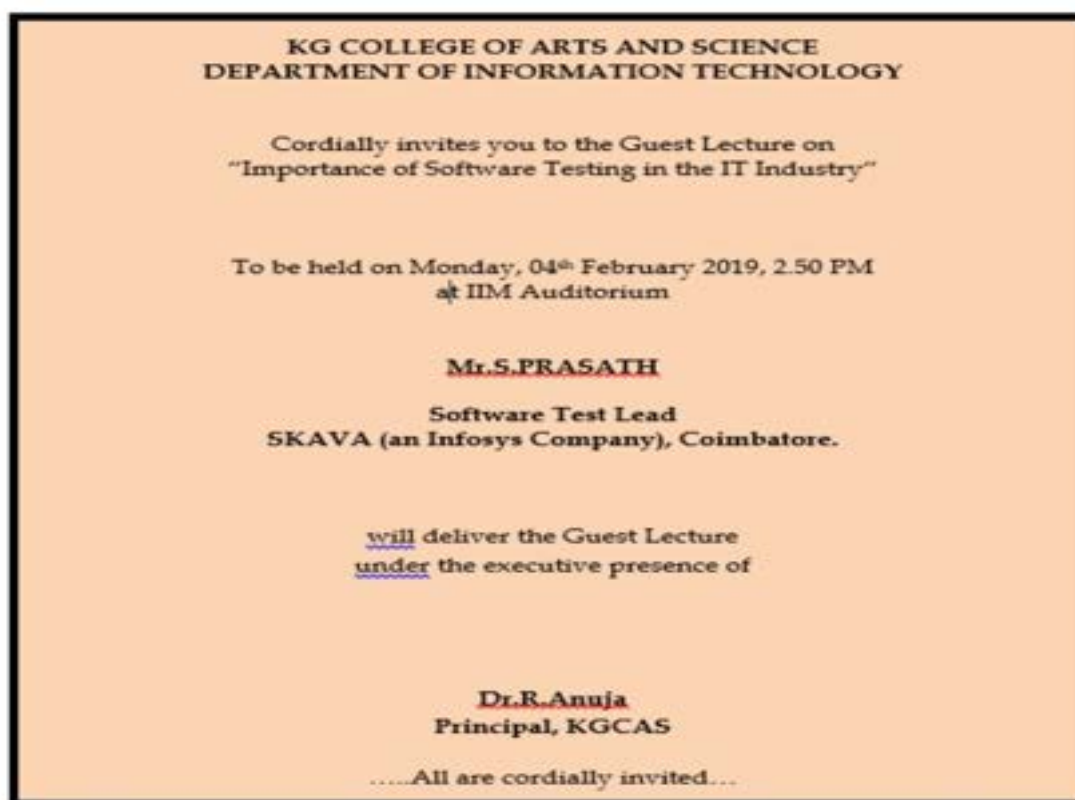 KG COLLEGE OF ARTS AND SCIENCE
DEPARTMENT OF INFORMATION TECHNOLOGY
Cordially invites you to the Guest Lecture on
“Importance of Software Testing in the IT Industry”
To be held on Monday, 04th February 2019, 2.50 PM
at IIM Auditorium
Mr.S.PRASATH
Software Test Lead
SKAVA (an Infosys Company), Coimbatore.
will deliver the Guest Lecture
under the executive presence of
Dr.R.Anuja
Principal, KGCAS
…..All are cordially invited…